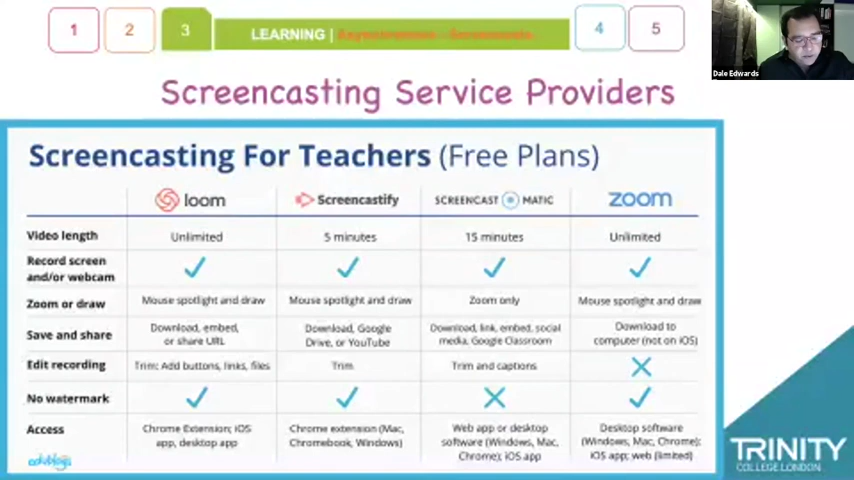 1
2
3
LEARNING | Asynchronous - Screencasts
4
5
Dale Edwards
Screencasting Service Providers
Screencasting For Teachers (Free Plans)
loom
Screencastify
SCREENCAST MATIC
zoom
Video length
Unlimited
5 minutes
15 minutes
Unlimited
Record screen
and/or webcam
Zoom or draw
Mouse spotlight and draw
Mouse spotlight and draw
Zoom only
Mouse spotlight and draw
Save and share
Download, embed,
or share URL
Download, Google
Drive, or YouTube
Download, link, embed, social
media, Google Classroom
Download to
computer (not on iOS)
Edit recording
Trim; Add buttons, links, files
Trim
Trim and captions
No watermark
Access
Chrome Extension; iOS
app, desktop app
Chrome extension (Mac,
Chromebook, Windows)
Web app or desktop
software (Windows, Mac,
Chrome); iOS app
Desktop software
(Windows, Mac, Chrome);
iOS app; web (limited)
edublogs
TRINITY
COLLEGE LONDON